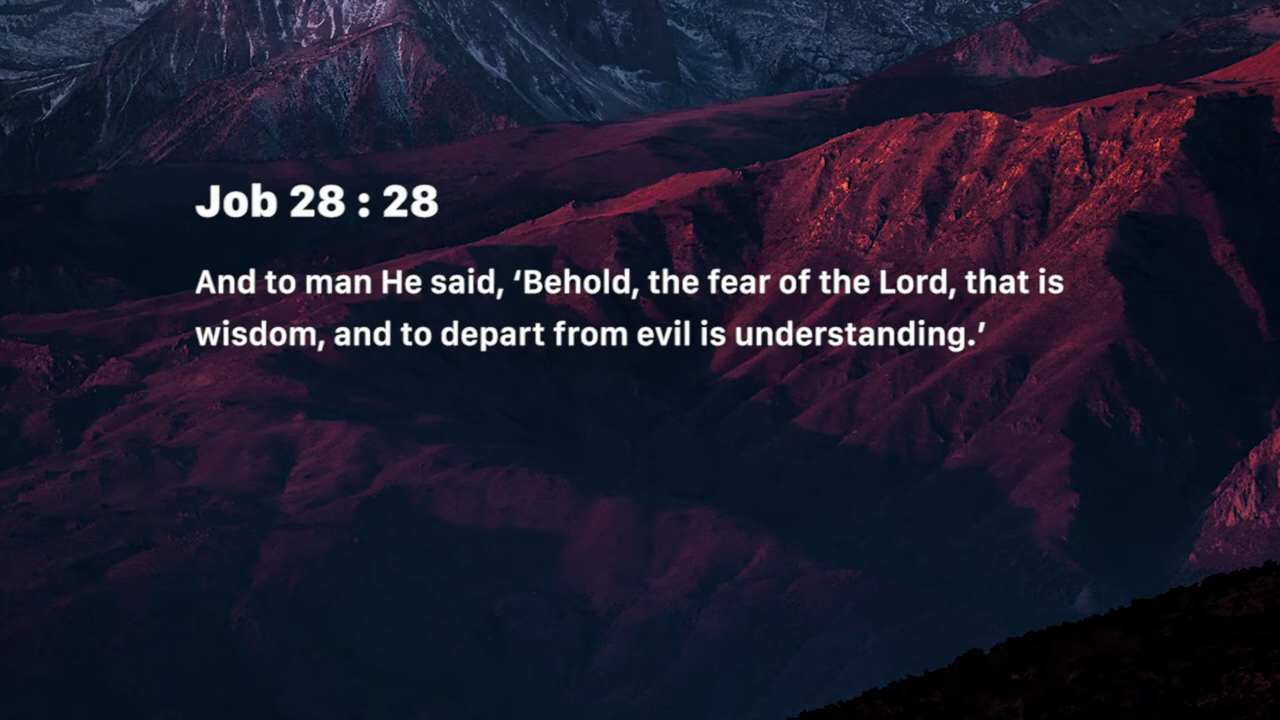 Job 28 : 28
And to man He said, ‘Behold, the fear of the Lord, that is
wisdom, and to depart from evil is understanding.’